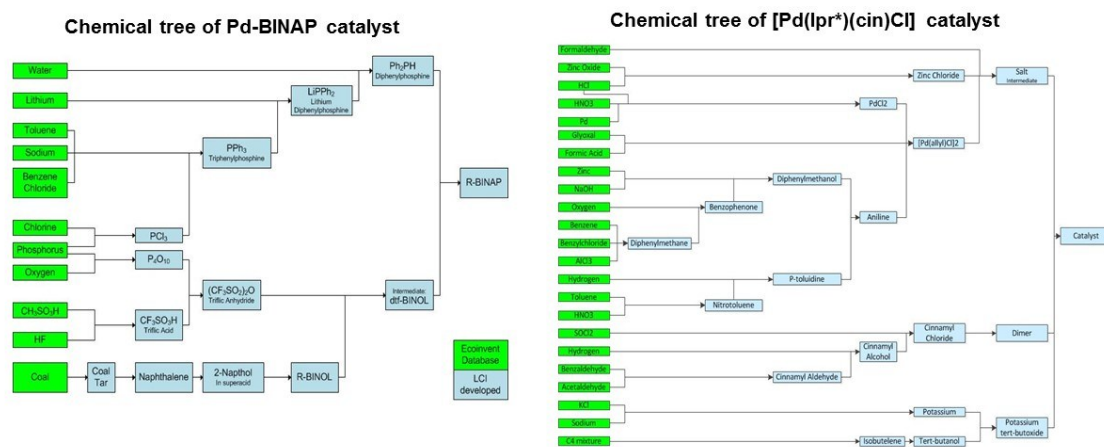 Chemical tree of Pd-BINAP catalyst
Water
Lithium
Toluene
Sodium
Benzene
Chloride
Chlorine
Phosphorus
Oxygen
CH₃SO₃H
HF
Coal
Coal
Tar
Naphthalene
2-Napthol
In superacid
R-BINOL
PCl₃
P₄O₁₀
CF₃SO₃H
Triflic Acid
(CF₃SO₂)₂O
Triflic Anhydride
PPh₃
Triphenylphosphine
LiPPh₂
Lithium
Diphenylphosphine
Ph₂PH
Diphenylphosphine
Intermediate:
dtf-BINOL
R-BINAP
Ecoinvent
Database
LCI
developed
Chemical tree of [Pd(Ipr*)(cin)Cl] catalyst
Formaldehyde
Zinc Oxide
HCl
HNO3
Pd
Glyoxal
Formic Acid
Zinc
NaOH
Oxygen
Benzene
Benzylchloride
AlO3
Hydrogen
Toluene
HNO3
SOCl2
Hydrogen
Benzaldehyde
Acetaldehyde
KCl
Sodium
C4 mixture
Diphenylmethane
Benzophenone
Nitrotoluene
Diphenylmethanol
P-toluidine
Cinnamyl Aldehyde
Cinnamyl
Alcohol
Isobutelene
Tert-butanol
Zinc Chloride
PdCl2
[Pd(allyl)Cl]2
Aniline
Cinnamyl
Chloride
Potassium
Salt
Intermediate
Dimer
Potassium
tert-butoxide
Catalyst